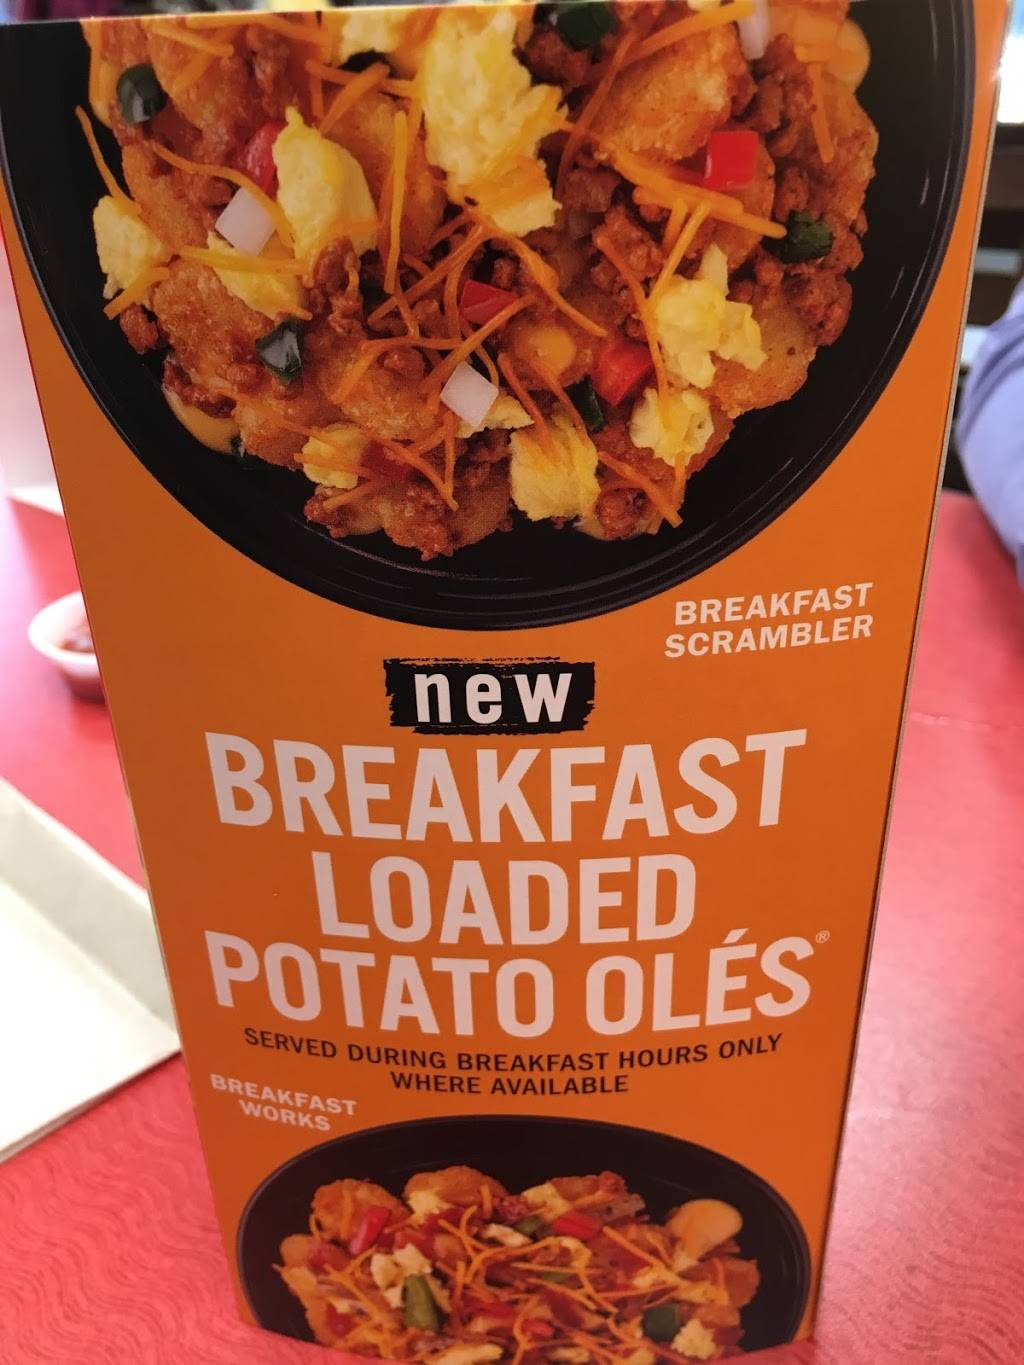 BREAKFAST
SCRAMBLER
new
BREAKFAST
LOADED
POTATO OLÉS®
SERVED DURING BREAKFAST HOURS ONLY
WHERE AVAILABLE
BREAKFAST
WORKS